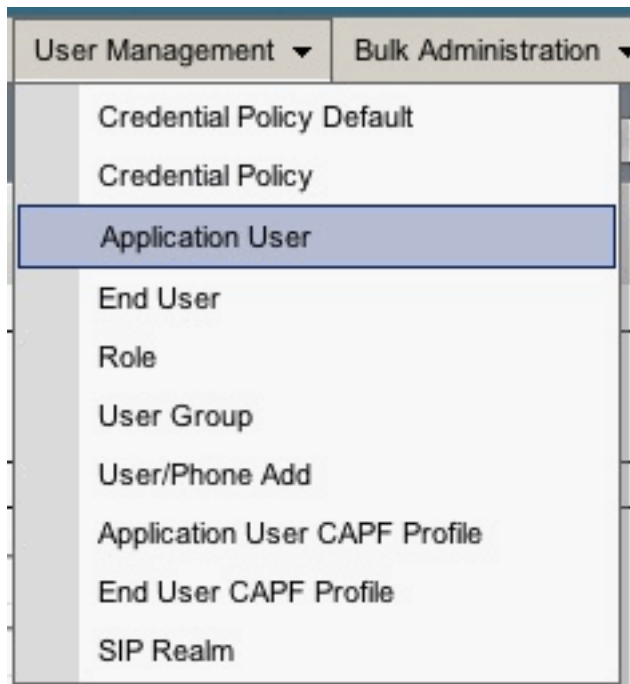 User Management Bulk Administration
Credential Policy Default
Credential Policy
Application User
End User
Role
User Group
User/Phone Add
Application User CAPF Profile
End User CAPF Profile
SIP Realm